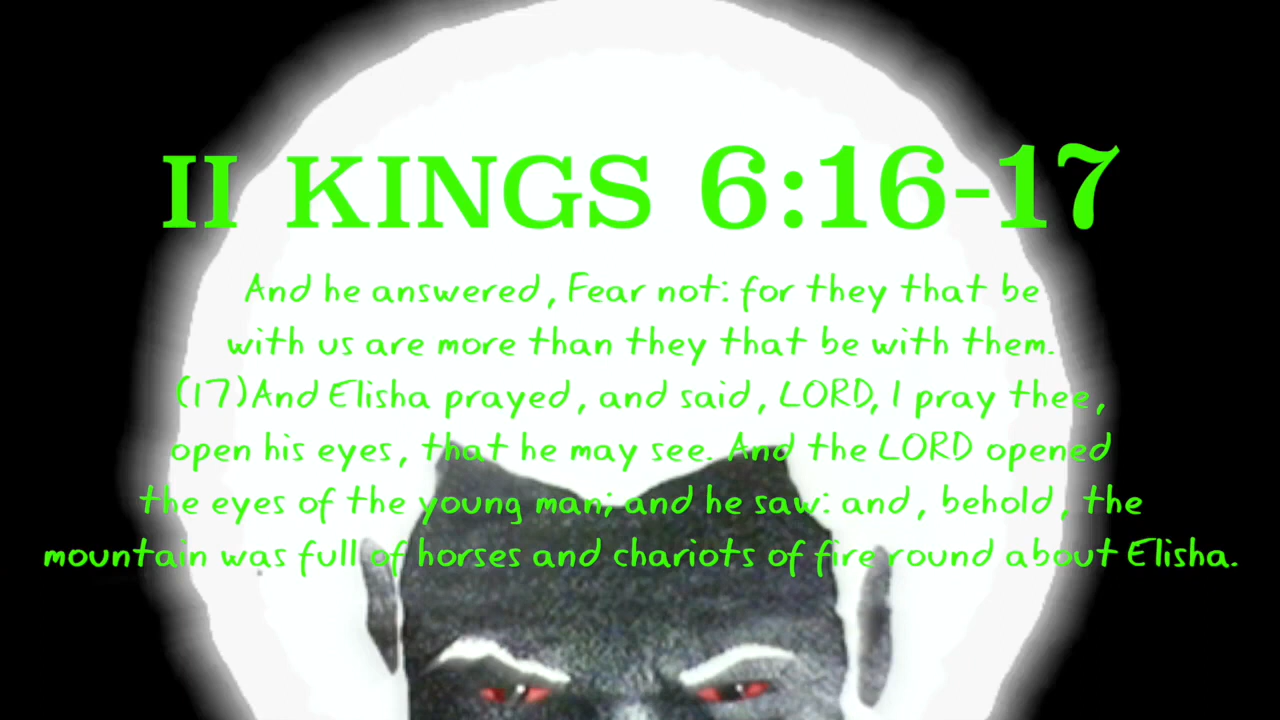 II KINGS 6:16-17
And he answered, Fear not: for they that be
with us are more than they that be with them.
(17)And Elisha prayed, and said, LORD, I pray thee,
open his eyes, that he may see. And the LORD opened
the eyes of the young man; and he saw: and, behold, the
mountain was full of horses and chariots of fire round about Elisha.